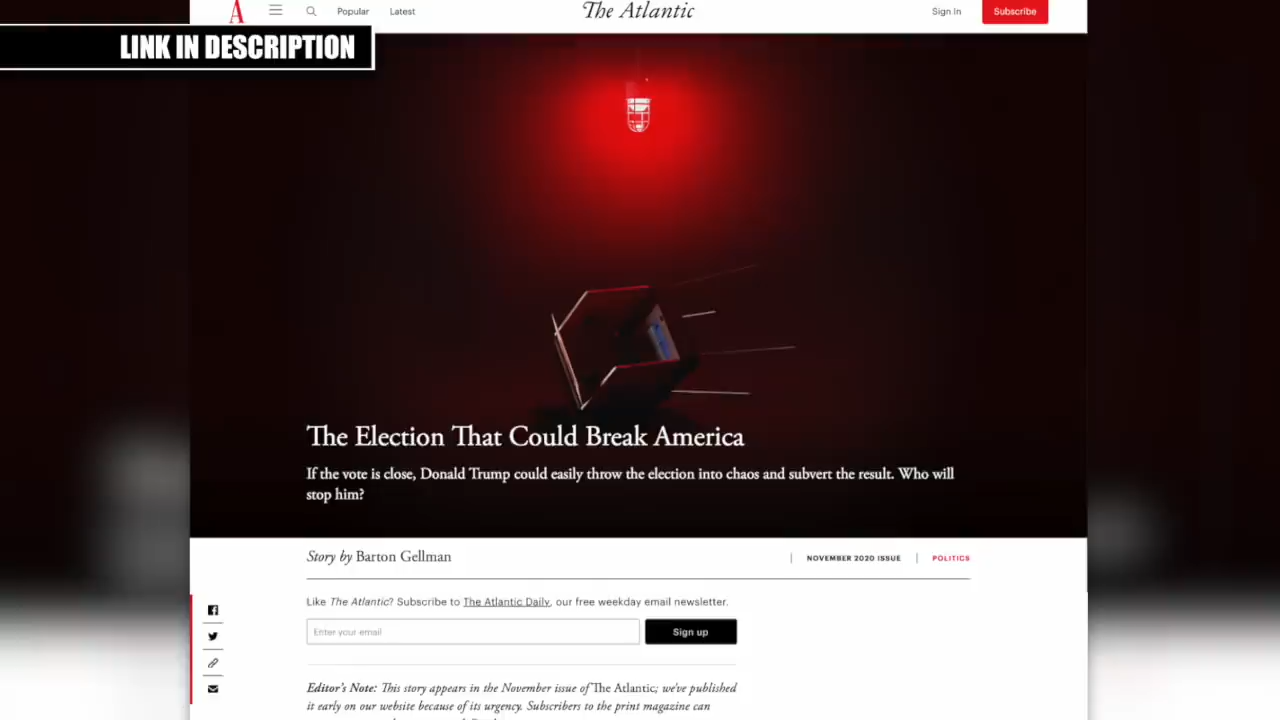 A
Popular
Latest
The Atlantic
Sign In
Subscribe
LINK IN DESCRIPTION
The Election That Could Break America
If the vote is close, Donald Trump could easily throw the election into chaos and subvert the result. Who will
stop him?
Story by Barton Gellman
NOVEMBER 2020 ISSUE
POLITICS
Like The Atlantic? Subscribe to The Atlantic Daily, our free weekday email newsletter.
Enter your email
Sign up
Editor's Note: This story appears in the November issue of The Atlantic; we've published
it early on our website because of its urgency. Subscribers to the print magazine can